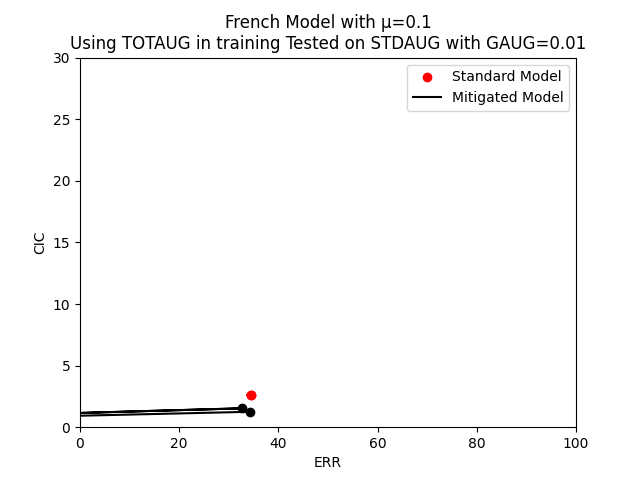 French Model with μ=0.1
Using TOTAUG in training Tested on STDAUG with GAUG=0.01
Standard Model
Mitigated Model
30
25
20
15
10
5
0
CIC
0 20 40 60 80 100
ERR